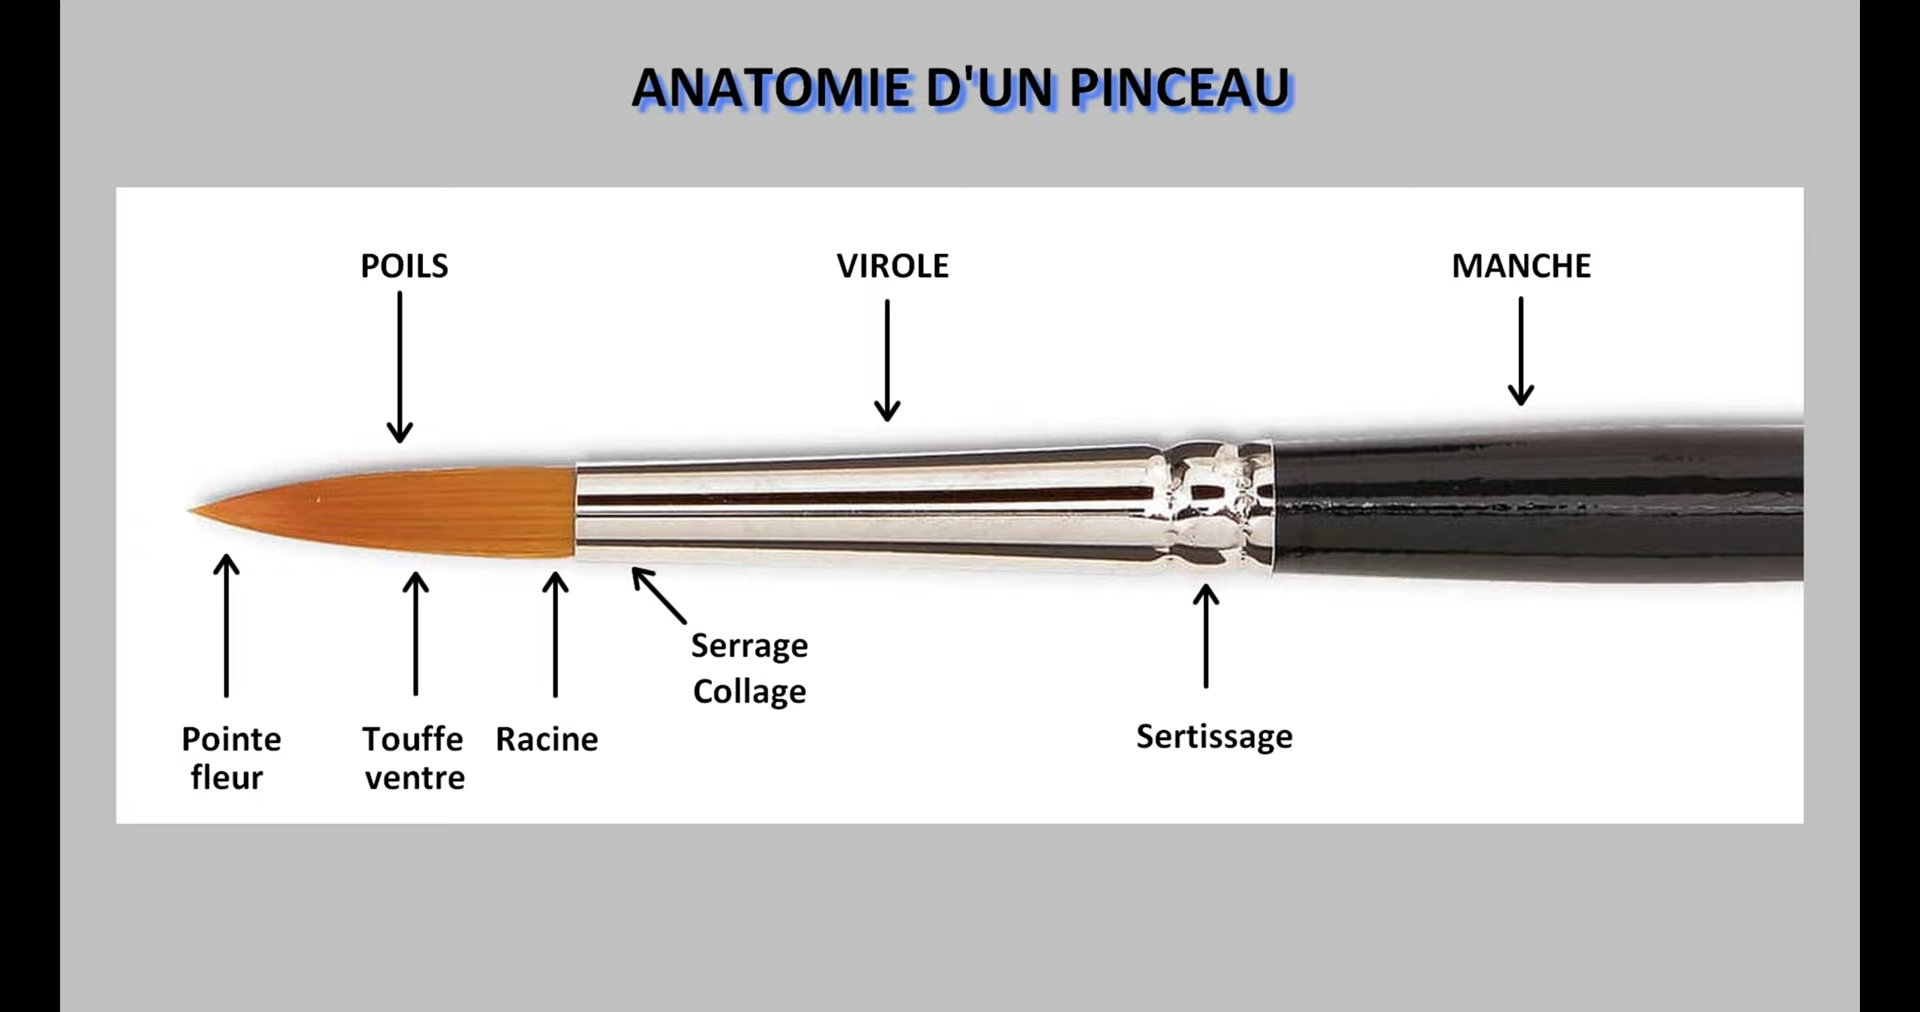 ANATOMIE D'UN PINCEAU
POILS
VIROLE
MANCHE
Serrage
Collage
Pointe
fleur
Touffe
ventre
Racine
Sertissage